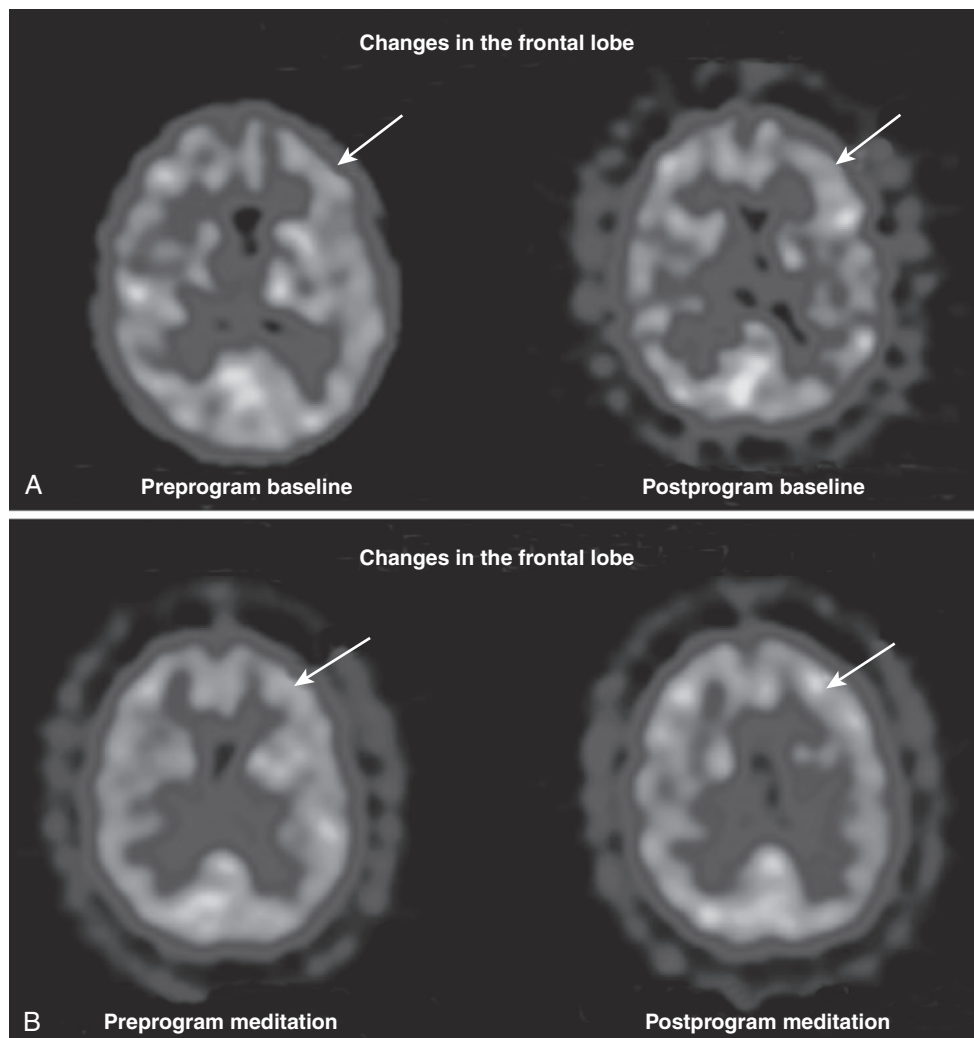 Changes in the frontal lobe
A
Preprogram baseline
Postprogram baseline
Changes in the frontal lobe
B
Preprogram meditation
Postprogram meditation